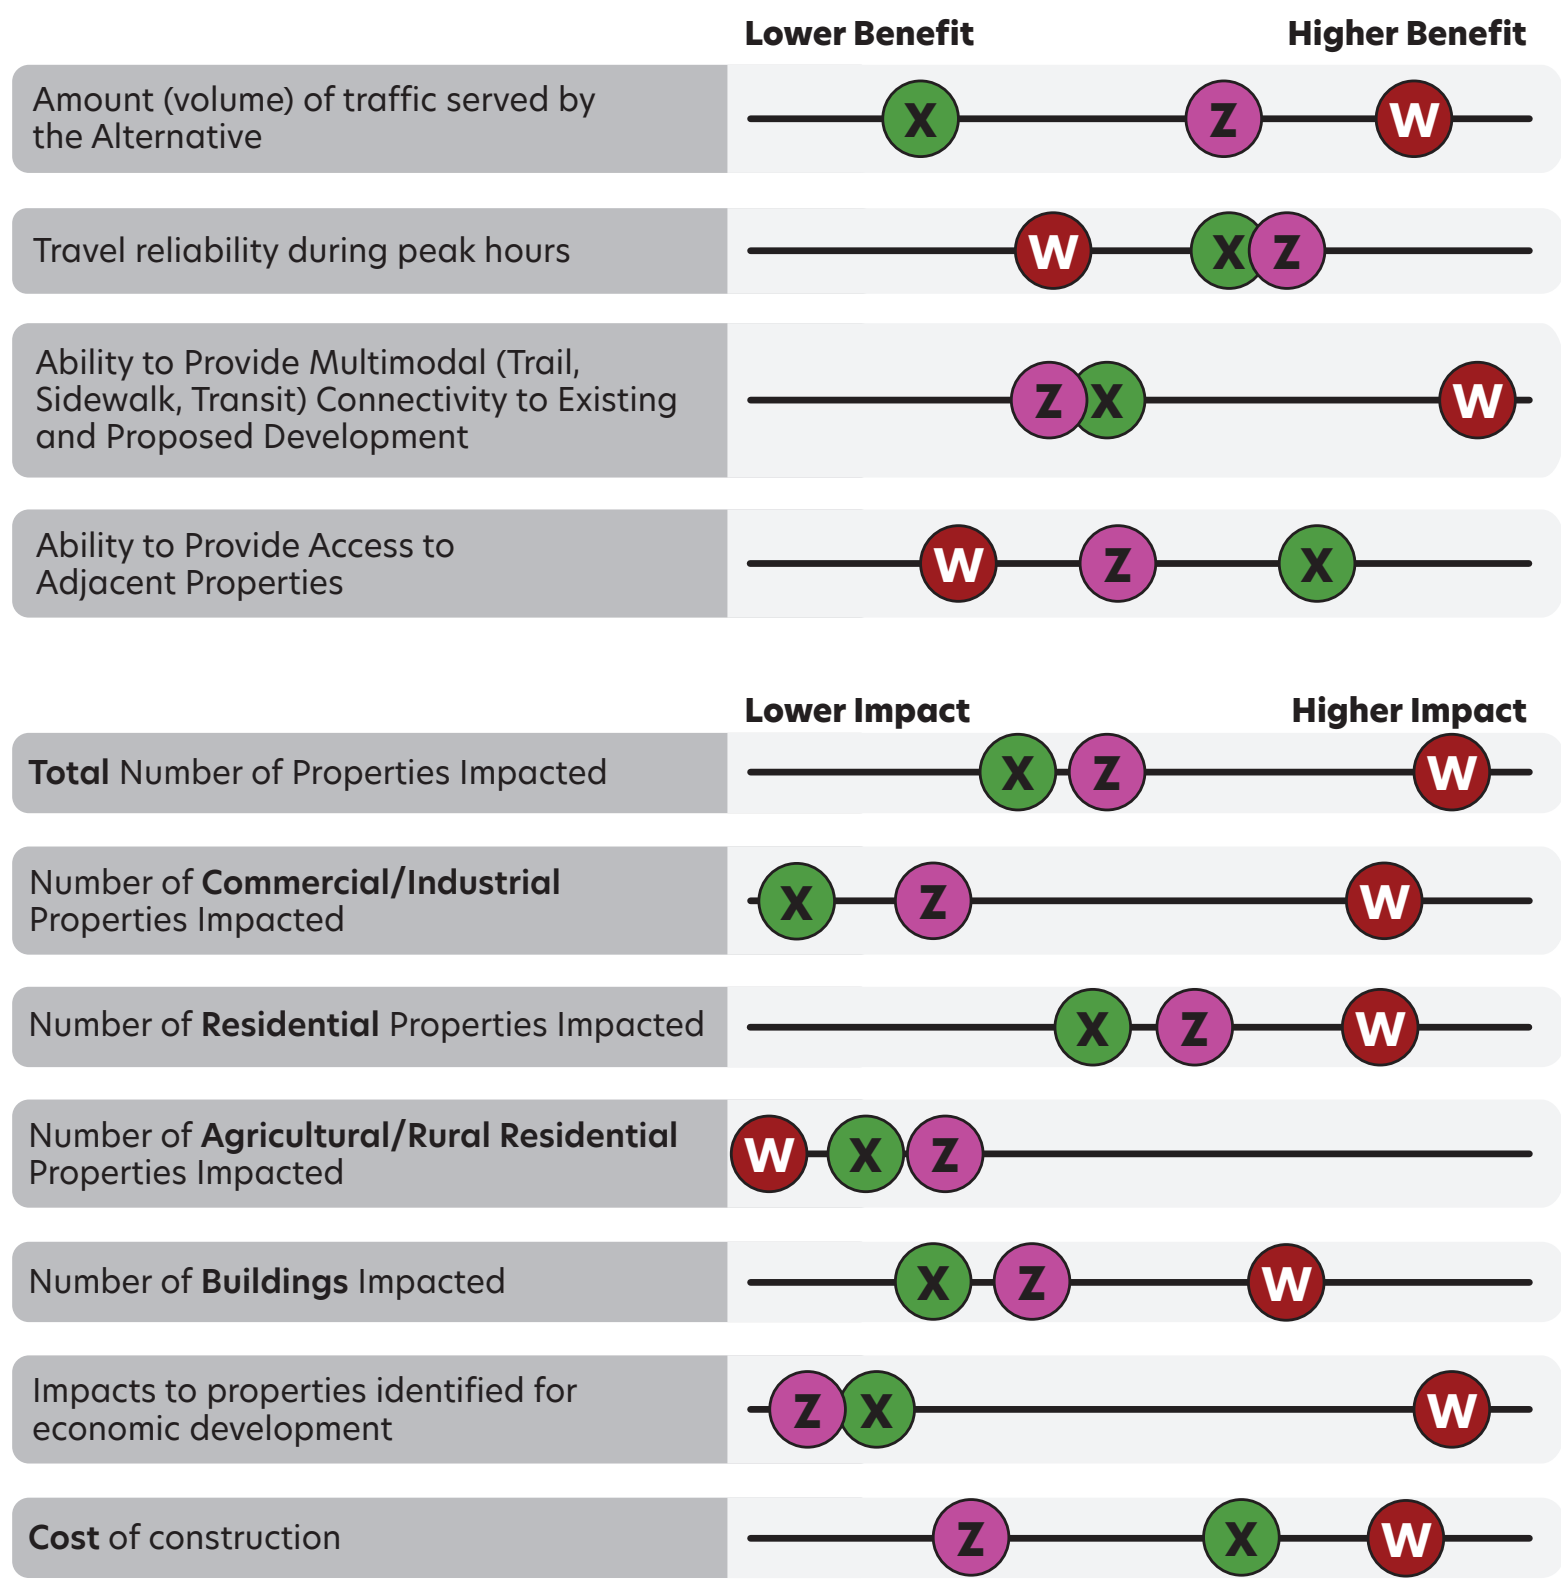 Lower Benefit Higher Benefit
Amount (volume) of traffic served by
the Alternative
X Z W
Travel reliability during peak hours
W X Z
Ability to Provide Multimodal (Trail,
Sidewalk, Transit) Connectivity to Existing
and Proposed Development
Z X W
Ability to Provide Access to
Adjacent Properties
W Z X
Lower Impact Higher Impact
Total Number of Properties Impacted
X Z W
Number of Commercial/Industrial
Properties Impacted
X Z W
Number of Residential Properties Impacted
X Z W
Number of Agricultural/Rural Residential
Properties Impacted
W X Z
Number of Buildings Impacted
X Z W
Impacts to properties identified for
economic development
Z X W
Cost of construction
Z X W